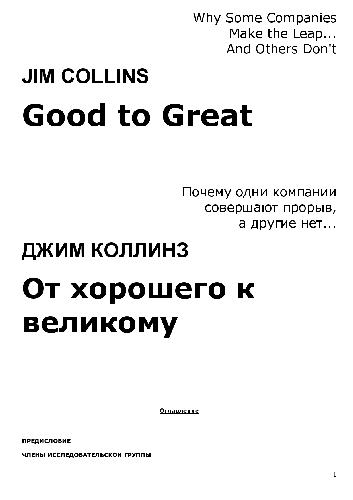 Why Some Companies
Make the Leap...
And Others Don't
JIM COLLINS
Good to Great
Почему одни компании
совершают прорыв,
а другие нет...
ДЖИМ КОЛЛИНЗ
От хорошего к
великому
Оглавление
ПРЕДИСЛОВИЕ
ЧЛЕНЫ ИССЛЕДОВАТЕЛЬСКОЙ ГРУППЫ
1